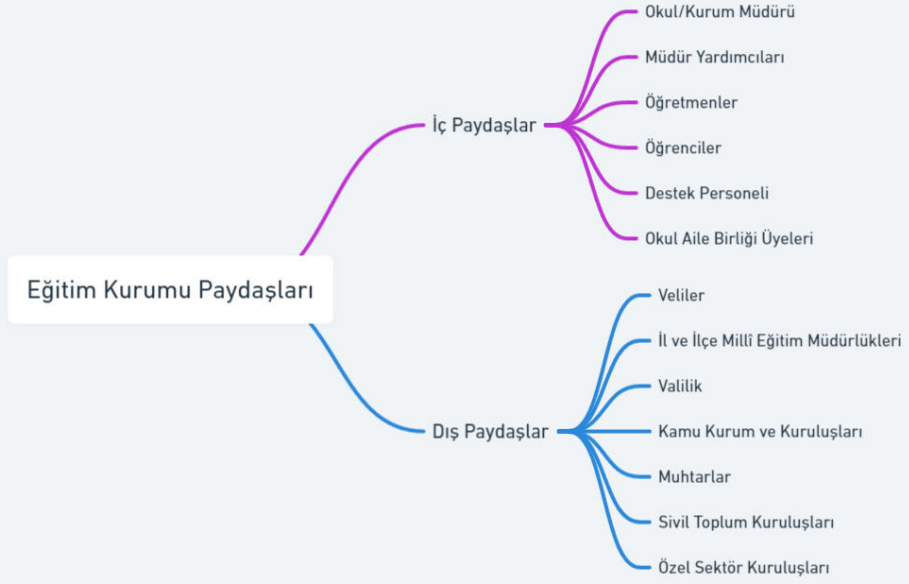 Eğitim Kurumu Paydaşları
İç Paydaşlar
Okul/Kurum Müdürü
Müdür Yardımcıları
Öğretmenler
Öğrenciler
Destek Personeli
Okul Aile Birliği Üyeleri
Dış Paydaşlar
Veliler
İl ve İlçe Millî Eğitim Müdürlükleri
Valilik
Kamu Kurum ve Kuruluşları
Muhtarlar
Sivil Toplum Kuruluşları
Özel Sektör Kuruluşları